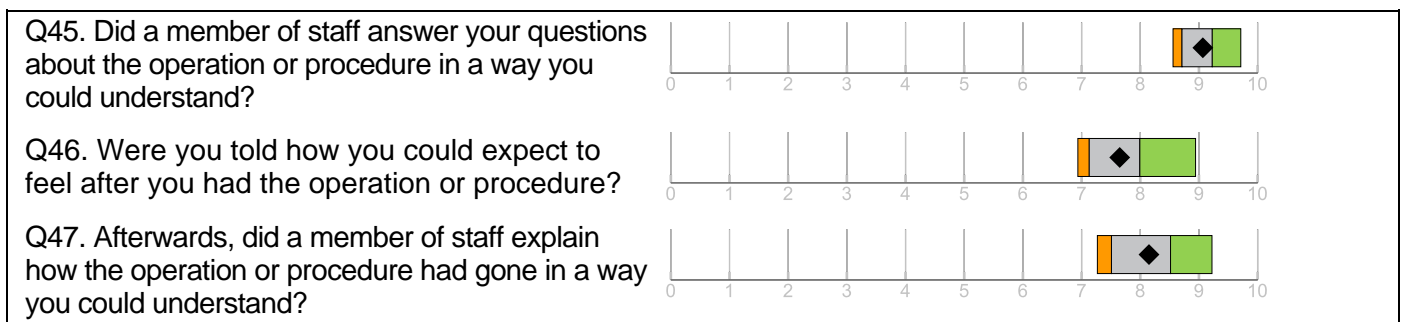 Q45. Did a member of staff answer your questions
about the operation or procedure in a way you
could understand?
0 1 2 3 4 5 6 7 8 9 10
Q46. Were you told how you could expect to
feel after you had the operation or procedure?
0 1 2 3 4 5 6 7 8 9 10
Q47. Afterwards, did a member of staff explain
how the operation or procedure had gone in a way
you could understand?
0 1 2 3 4 5 6 7 8 9 10